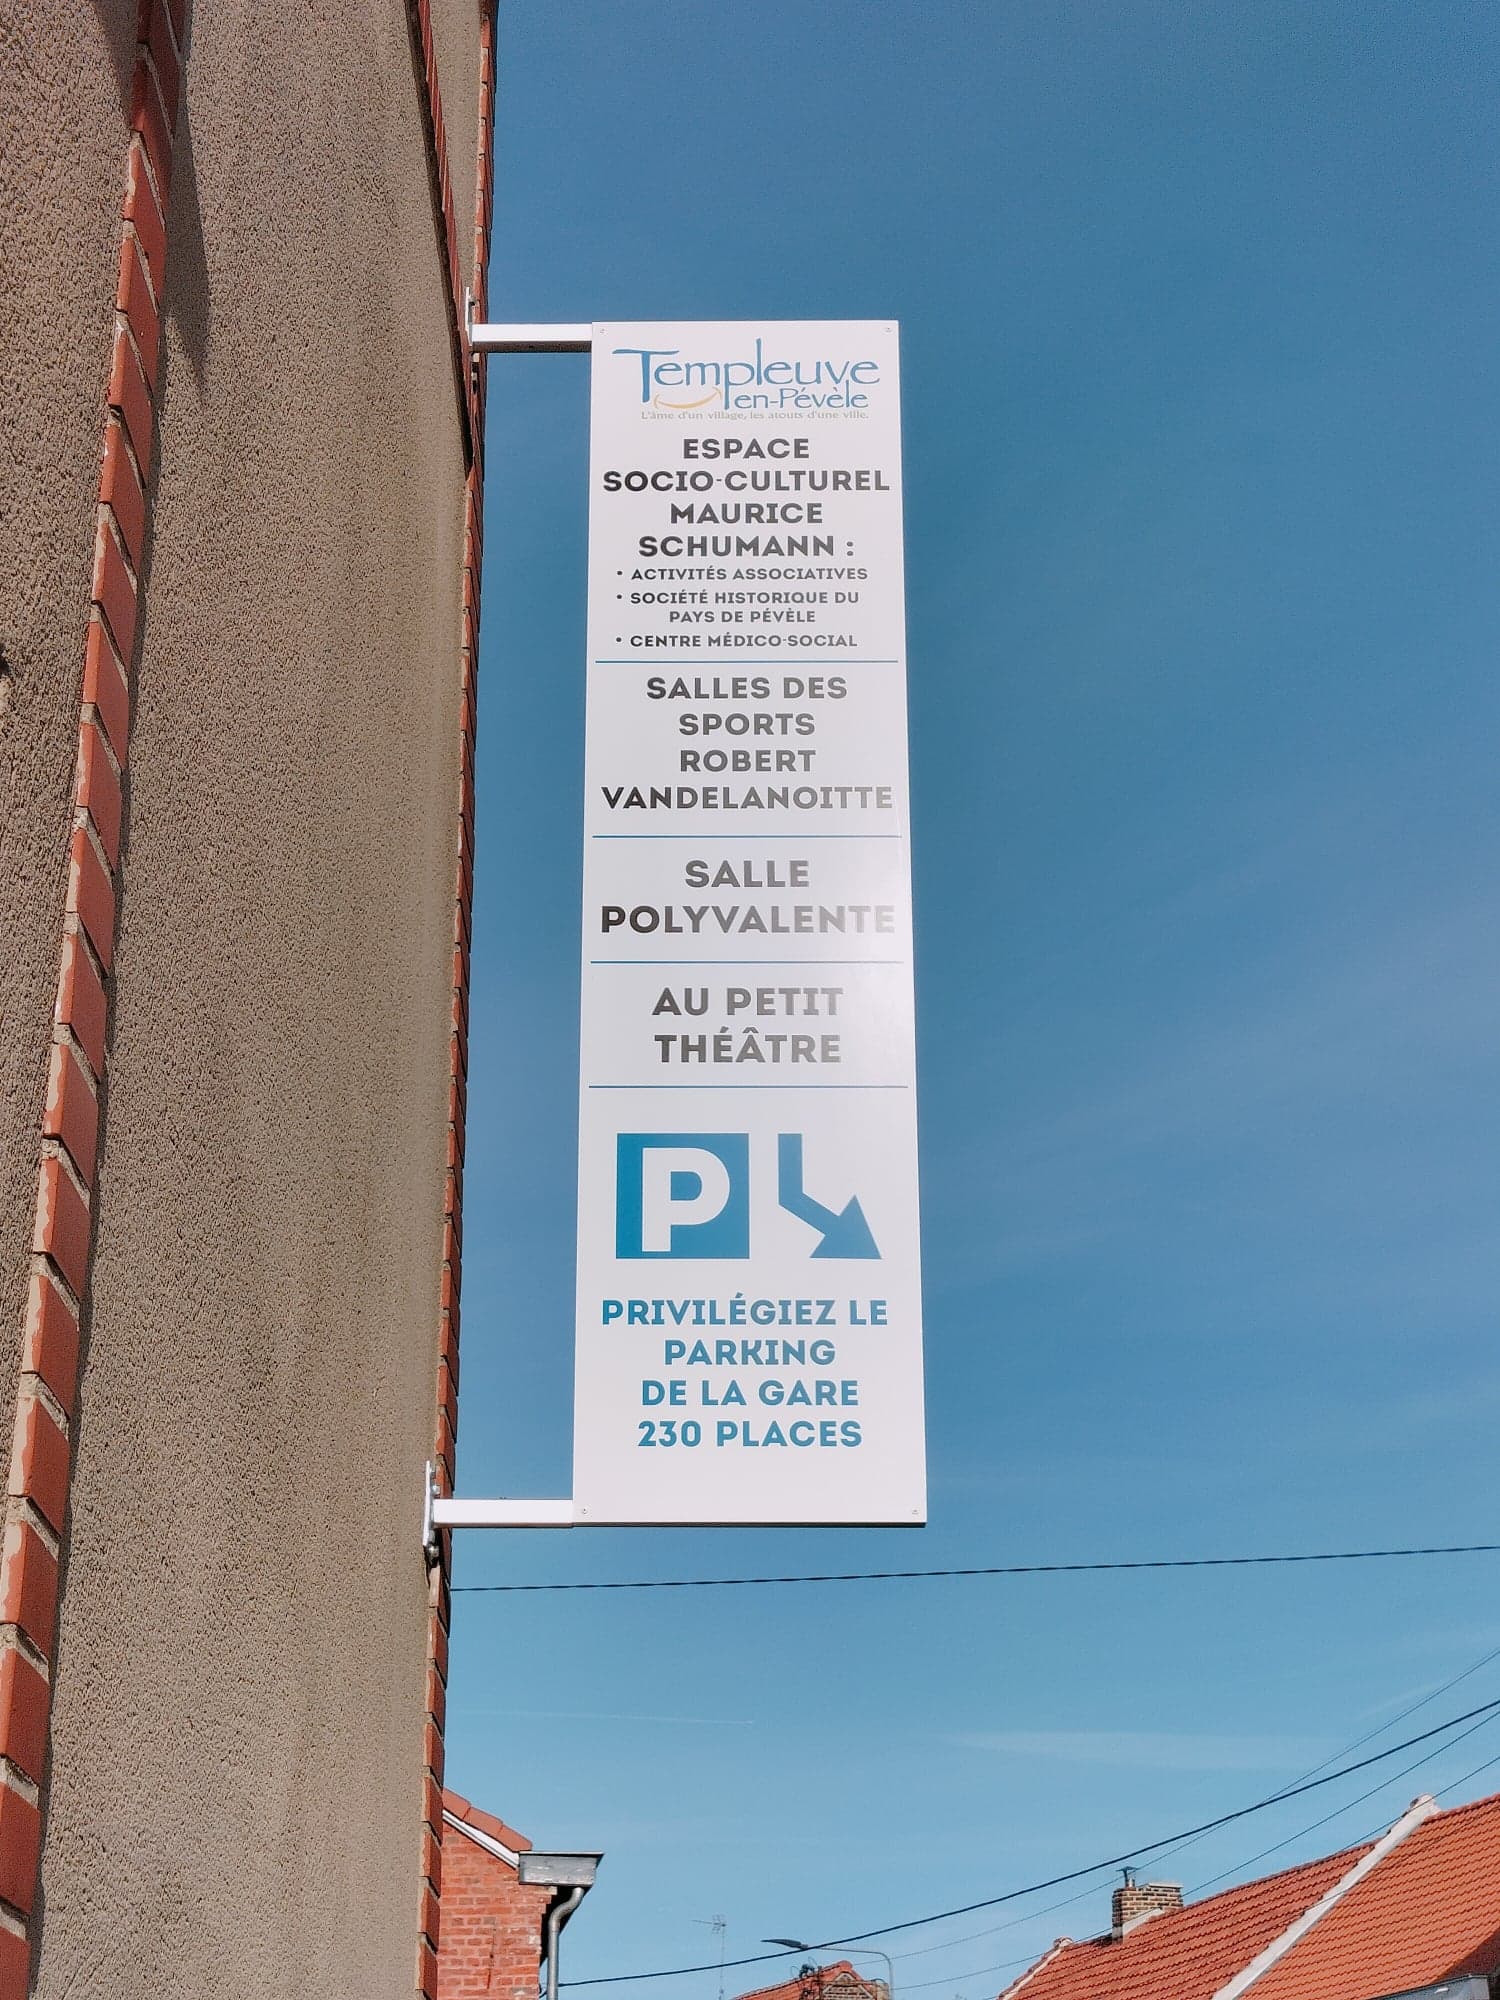 Templeuve
en-Pévèle
L'âme d'un village, les atouts d'une ville.
ESPACE
SOCIO-CULTUREL
MAURICE
SCHUMANN :
• ACTIVITÉS ASSOCIATIVES
• SOCIÉTÉ HISTORIQUE DU
PAYS DE PÉVÈLE
• CENTRE MÉDICO-SOCIAL
SALLES DES
SPORTS
ROBERT
VANDELANOITTE
SALLE
POLYVALENTE
AU PETIT
THÉÂTRE
P
PRIVILÉGIEZ LE
PARKING
DE LA GARE
230 PLACES